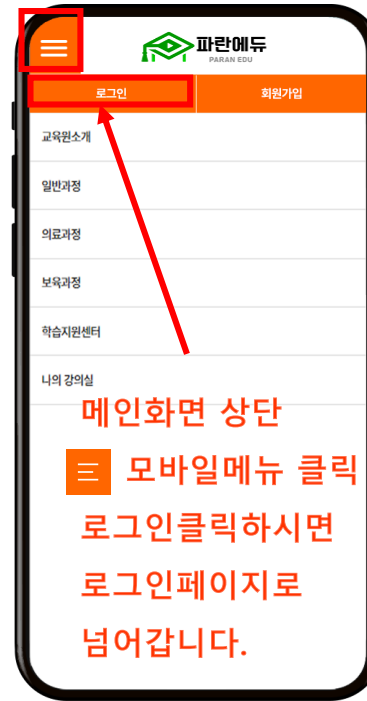 파란에듀
PARAN EDU
로그인 회원가입
교육원소개
일반과정
의료과정
보육과정
학습지원센터
나의 강의실
메인화면 상단
모바일메뉴 클릭
로그인클릭하시면
로그인페이지로
넘어갑니다.